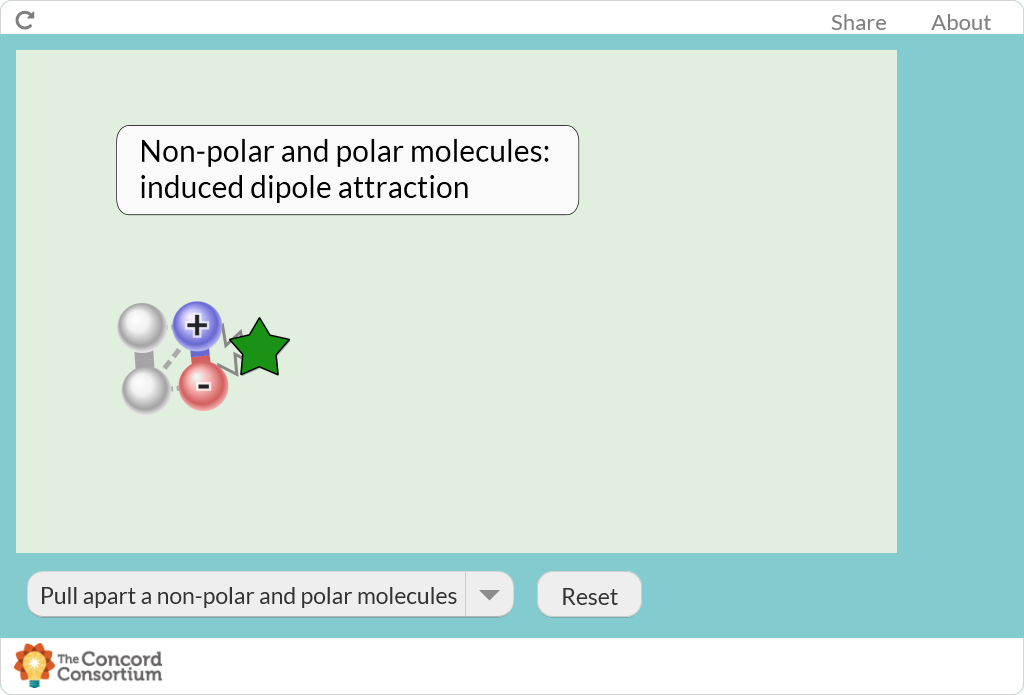 Share About
Non-polar and polar molecules:
induced dipole attraction
+
-
Pull apart a non-polar and polar molecules
Reset
The Concord
Consortium